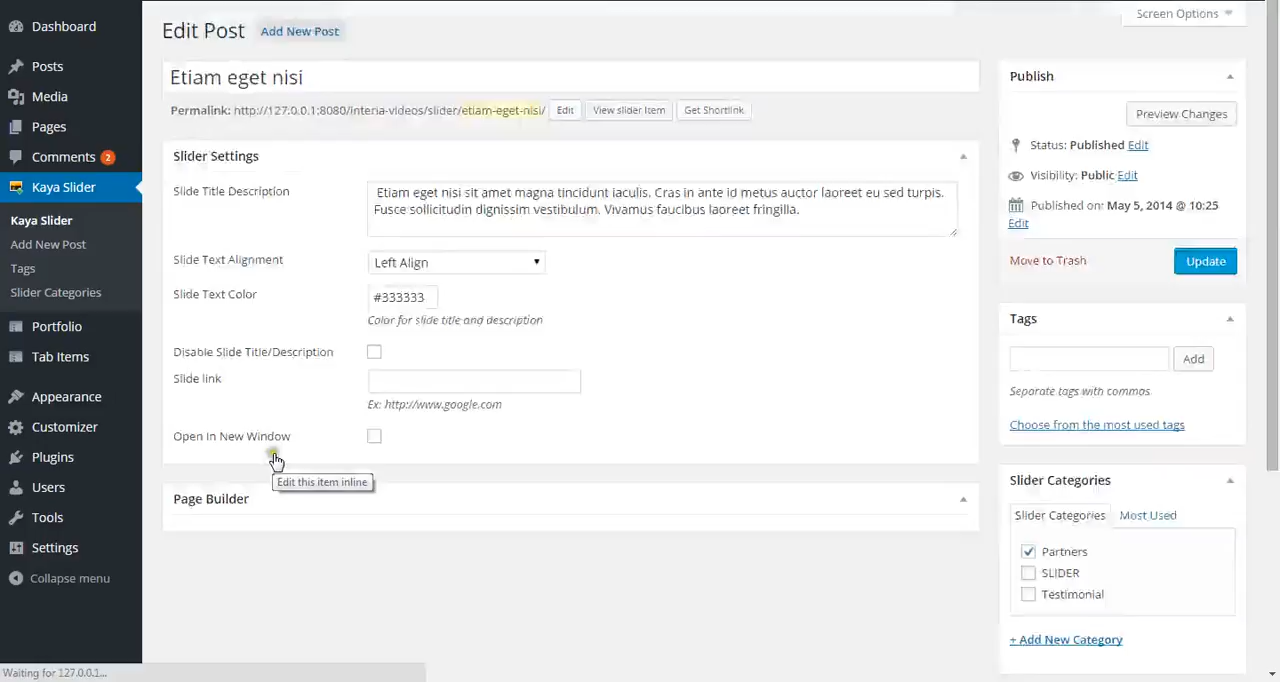 Dashboard
Posts
Media
Pages
Comments 2
Kaya Slider
Kaya Slider
Add New Post
Tags
Slider Categories
Portfolio
Tab Items
Appearance
Customizer
Plugins
Users
Tools
Settings
Collapse menu
Screen Options
Edit Post Add New Post
Etiam eget nisi
Permalink: http://127.0.0.1:8080/interia-videos/slider/etiam-eget-nisi/ Edit View slider Item Get Shortlink
Slider Settings
Slide Title Description
Etiam eget nisi sit amet magna tincidunt iaculis. Cras in ante id metus auctor laoreet eu sed turpis.
Fusce sollicitudin dignissim vestibulum. Vivamus faucibus laoreet fringilla.
Slide Text Alignment Left Align
Slide Text Color #333333
Color for slide title and description
Disable Slide Title/Description
Slide link
Ex: http://www.google.com
Open In New Window
Edit this item inline
Page Builder
Publish
Preview Changes
Status: Published Edit
Visibility: Public Edit
Published on: May 5, 2014 @ 10:25
Edit
Move to Trash Update
Tags
Add
Separate tags with commas
Choose from the most used tags
Slider Categories
Slider Categories Most Used
Partners
SLIDER
Testimonial
+ Add New Category
Waiting for 127.0.0.1...